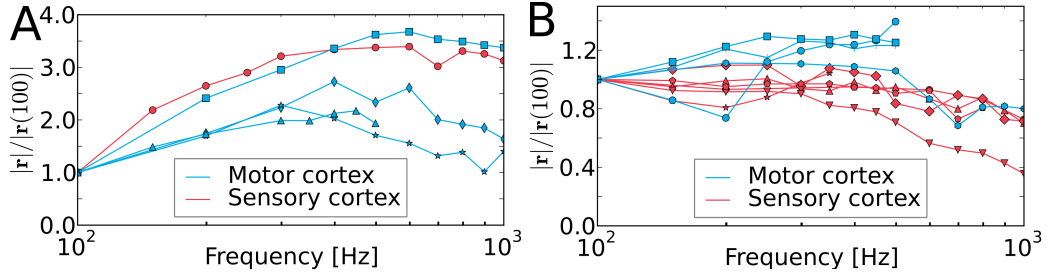 A
|r|/|r(100)|
4.0
3.0
2.0
1.0
0.0
10²
10³
Frequency [Hz]
Motor cortex
Sensory cortex
B
|r|/|r(100)|
1.2
0.8
0.4
0.0
10²
10³
Frequency [Hz]
Motor cortex
Sensory cortex